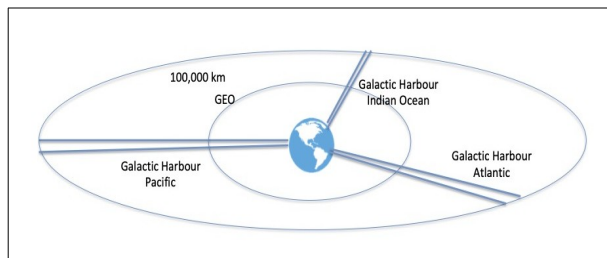 100,000 km
GEO
Galactic Harbour
Indian Ocean
Galactic Harbour
Atlantic
Galactic Harbour
Pacific